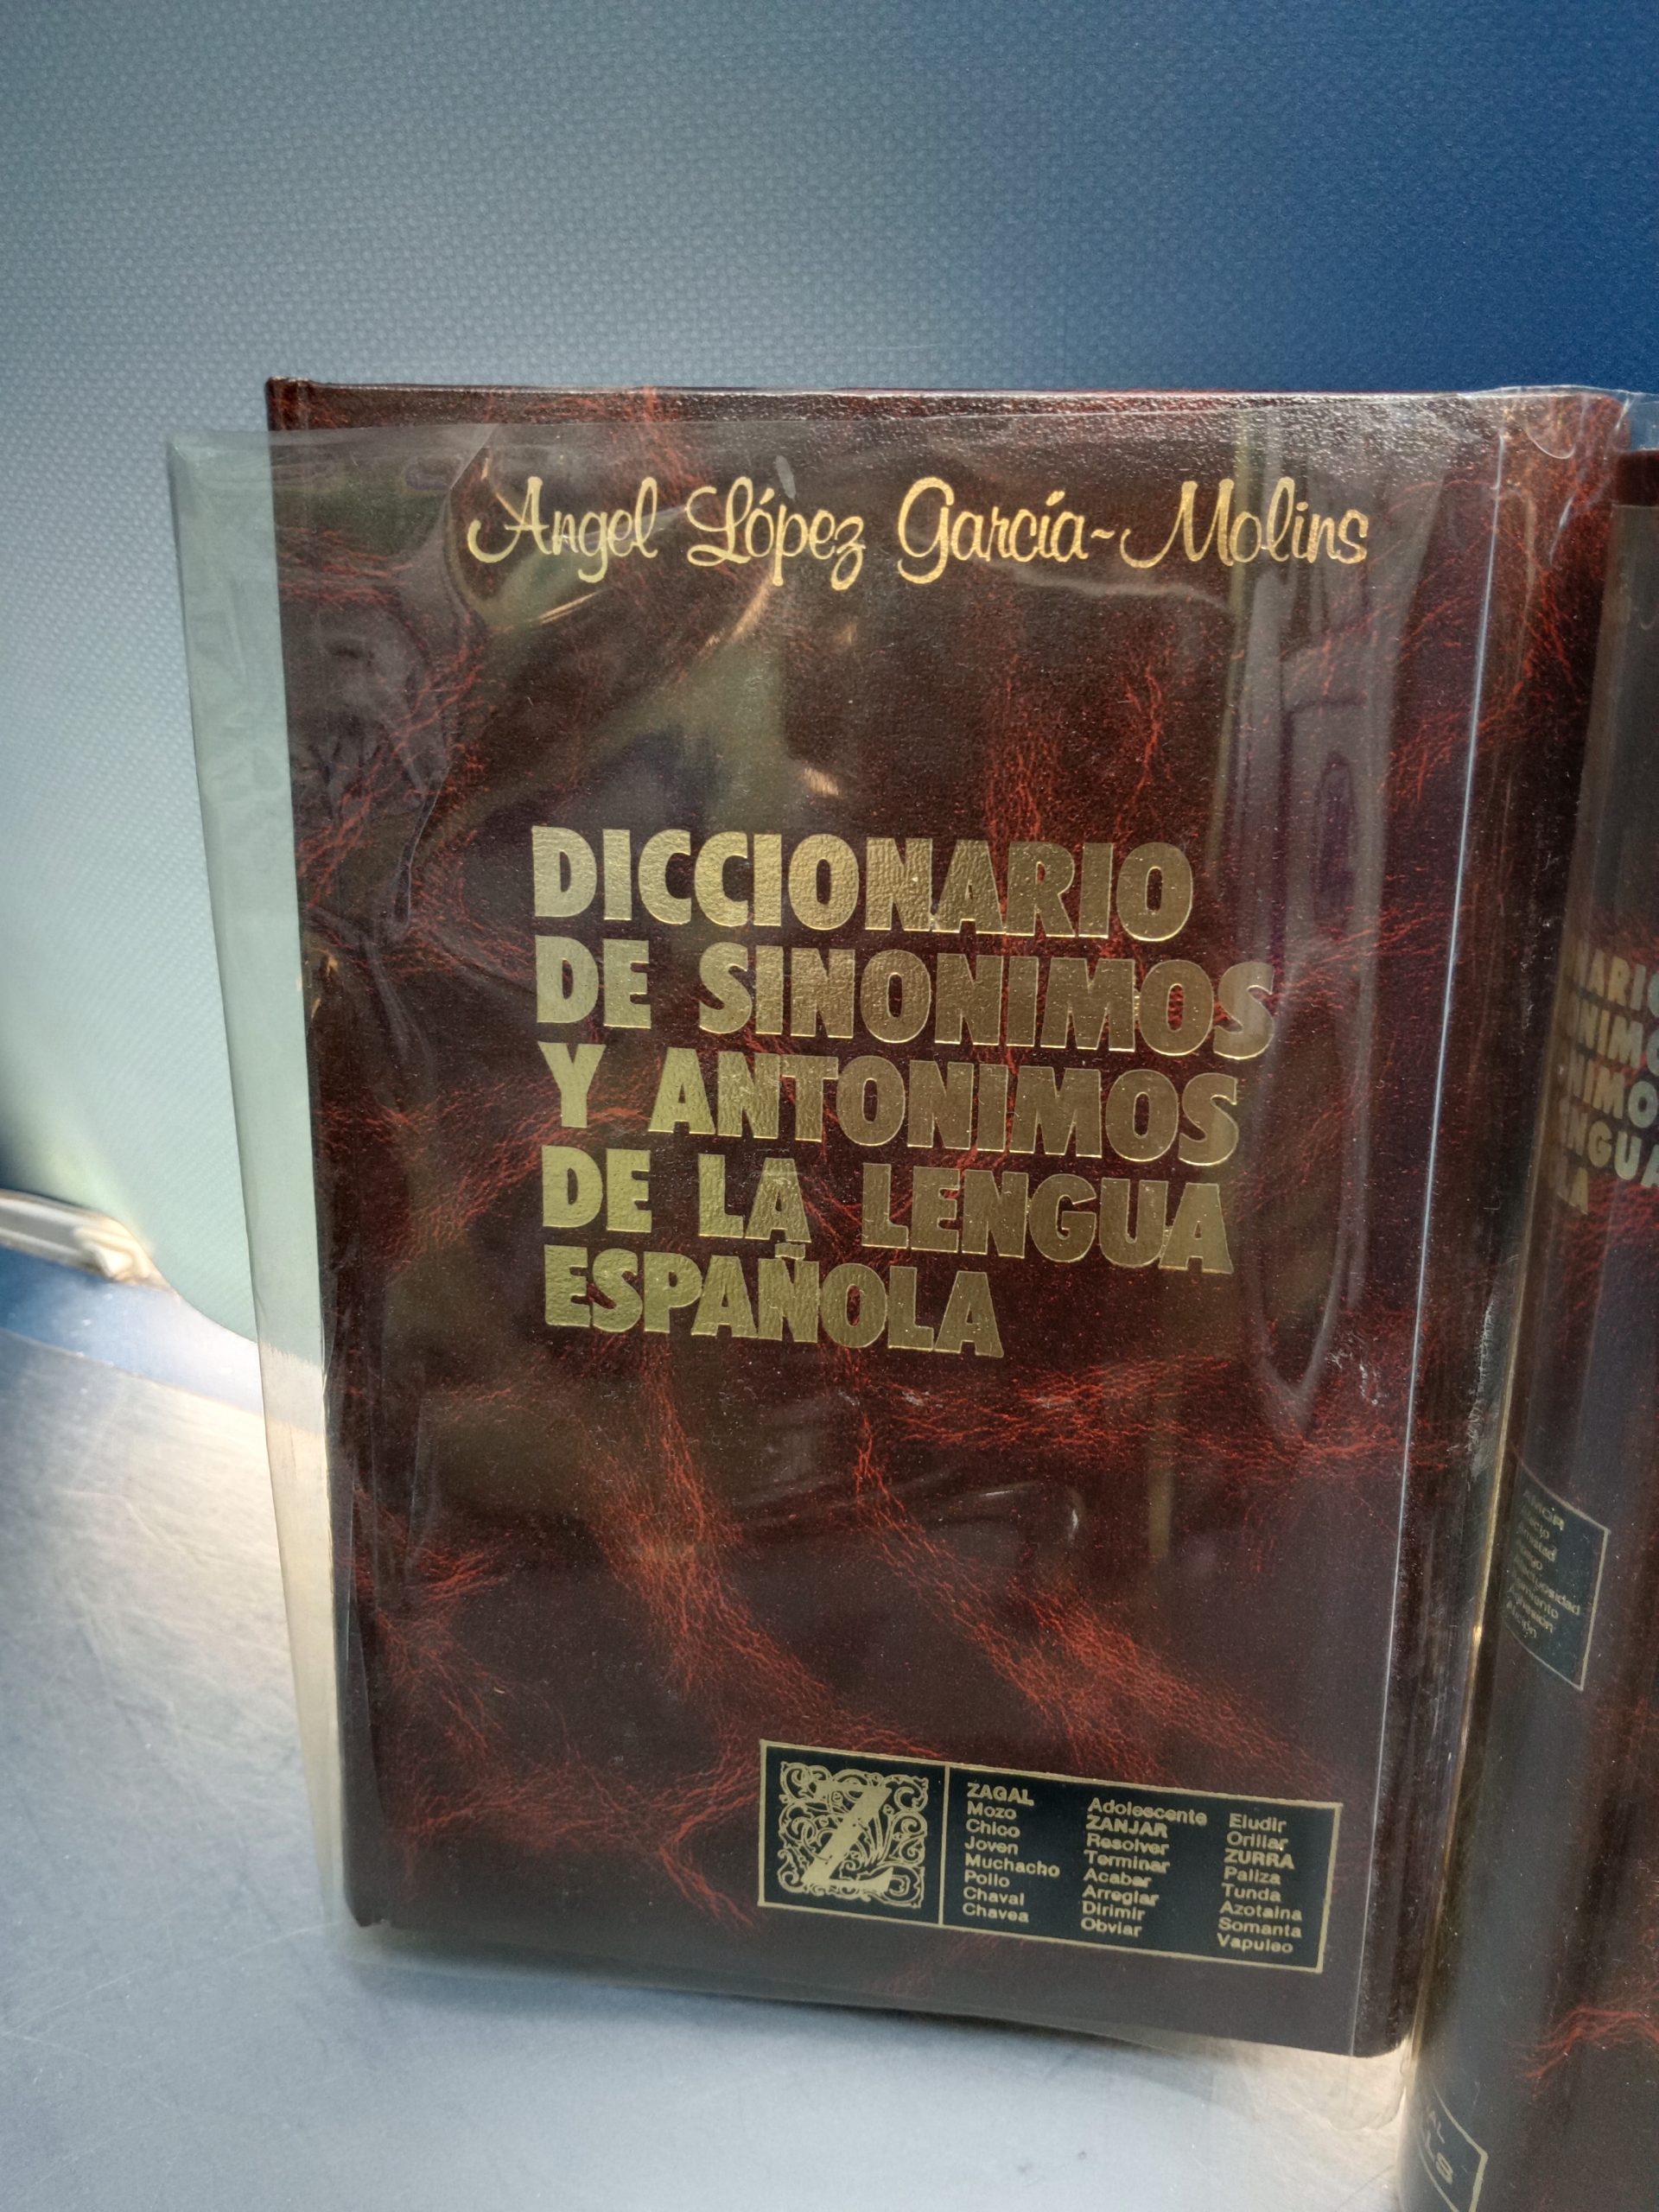 Angel López García-Molins
DICCIONARIO
DE SINONIMOS
Y ANTONIMOS
DE LA LENGUA
ESPAÑOLA
Z
ZAGAL
Mozo
Chico
Joven
Muchacho
Pollo
Chaval
Chavea
Adolescente
ZANJAR
Resolver
Terminar
Acabar
Arreglar
Dirimir
Obviar
Eludir
Orillar
ZURRA
Paliza
Tunda
Azotaina
Somanta
Vapuleo
AMOR